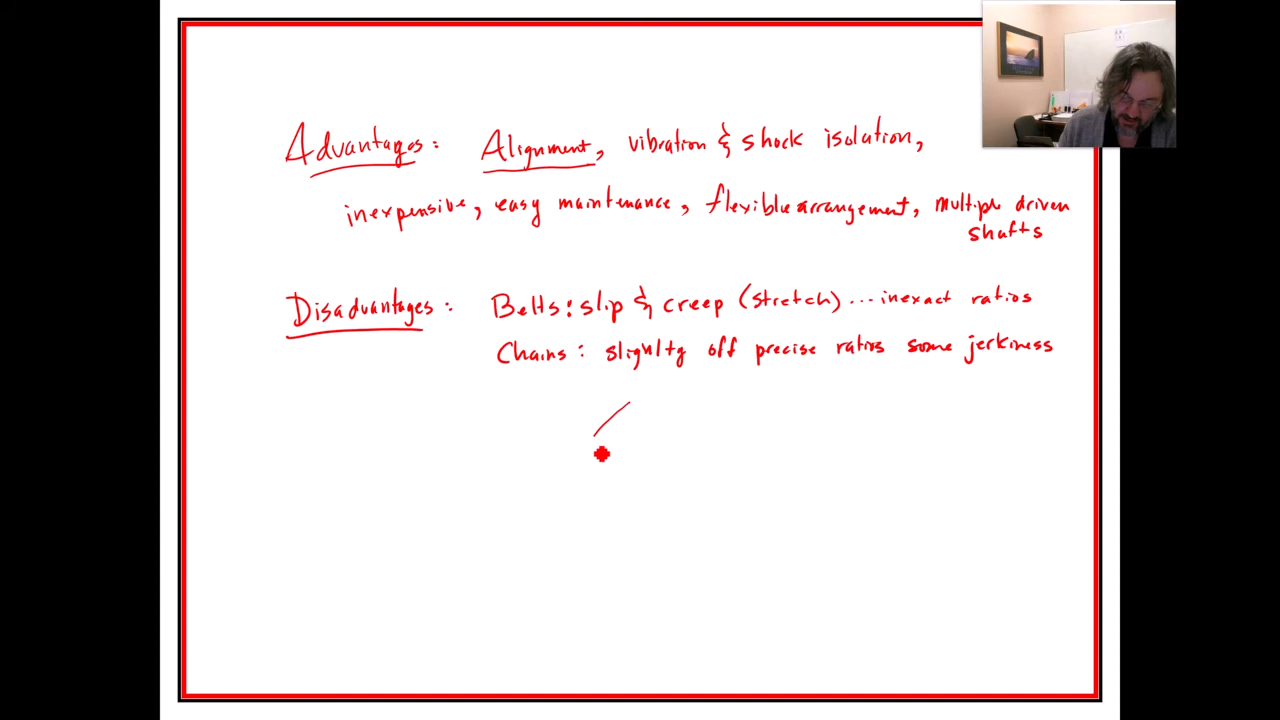 Advantages: Alignment, vibration & shock isolation,
inexpensive, easy maintenance, flexible arrangement, multiple driven
shafts
Disadvantages: Belts: slip & creep (stretch) ... inexact ratios
Chains: slighltg off precise ratios some jerkiness